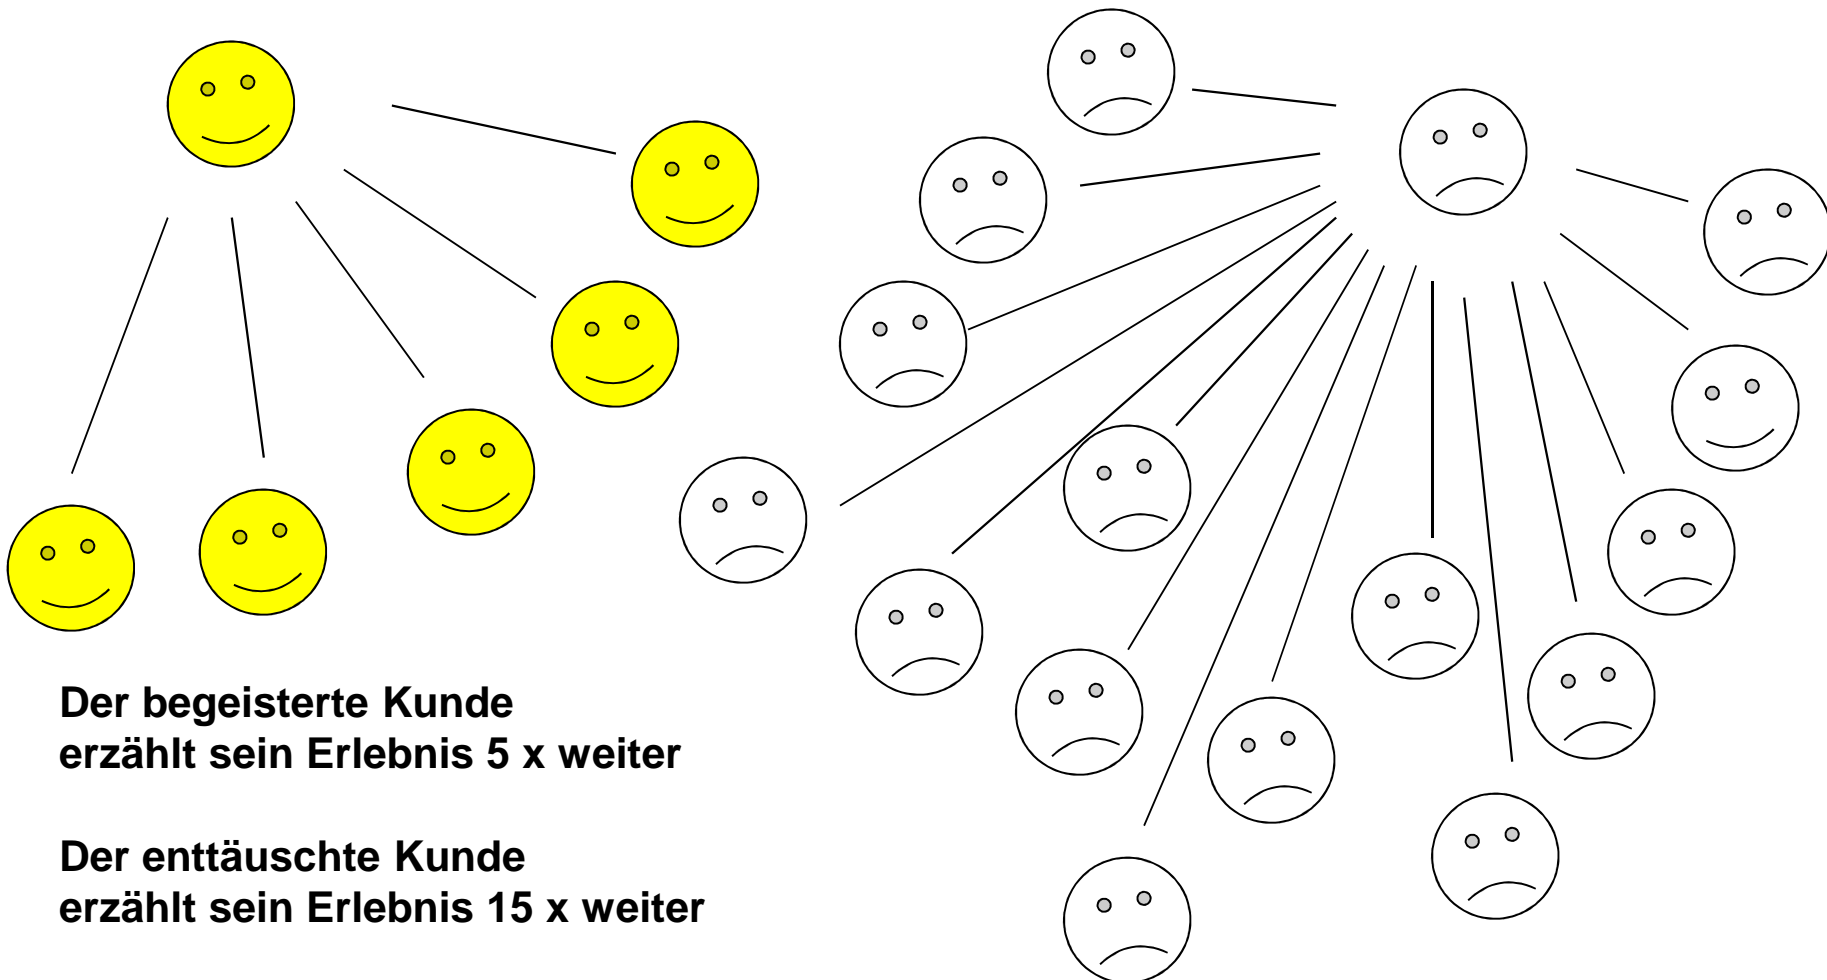 Der begeisterte Kunde
erzählt sein Erlebnis 5 x weiter
Der enttäuschte Kunde
erzählt sein Erlebnis 15 x weiter